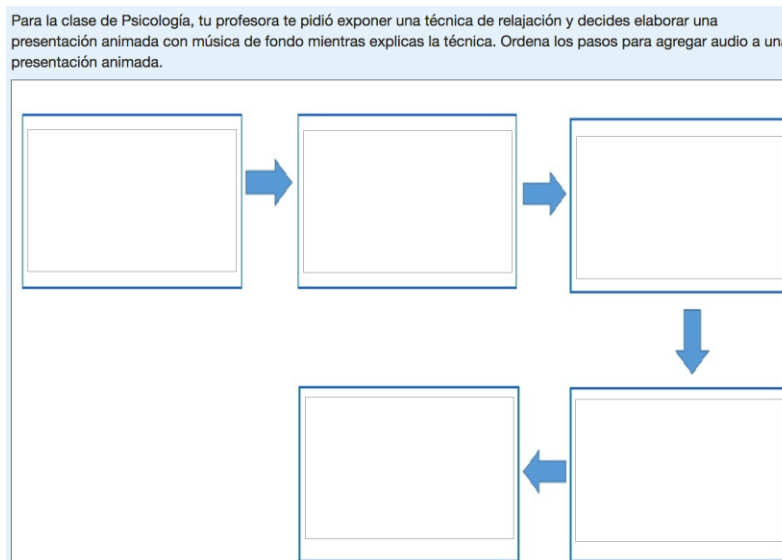 Para la clase de Psicología, tu profesora te pidió exponer una técnica de relajación y decides elaborar una
presentación animada con música de fondo mientras explicas la técnica. Ordena los pasos para agregar audio a un
presentación animada.